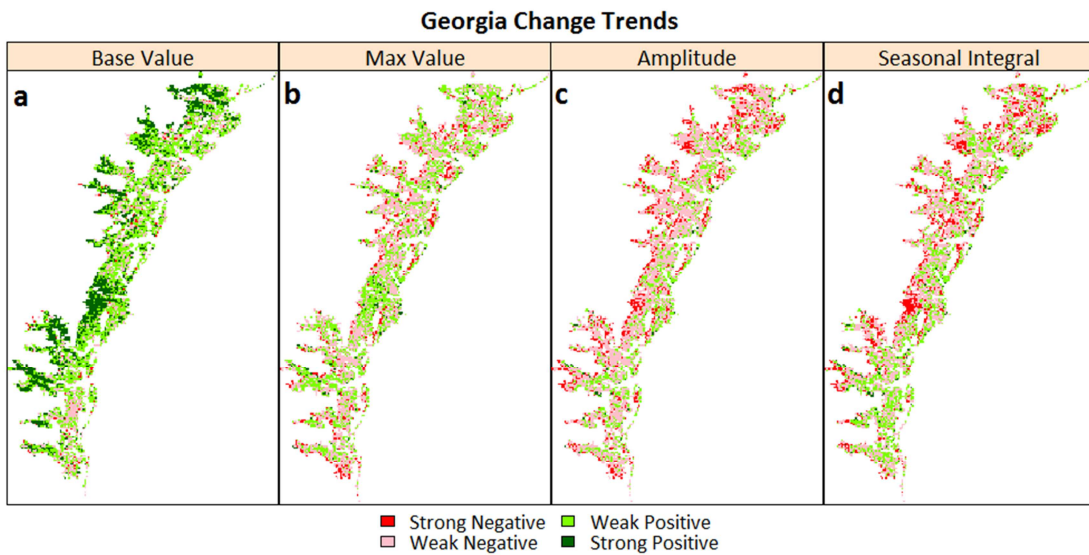 Georgia Change Trends
Base Value
Max Value
Amplitude
Seasonal Integral
a
b
c
d
Strong Negative
Weak Positive
Weak Negative
Strong Positive